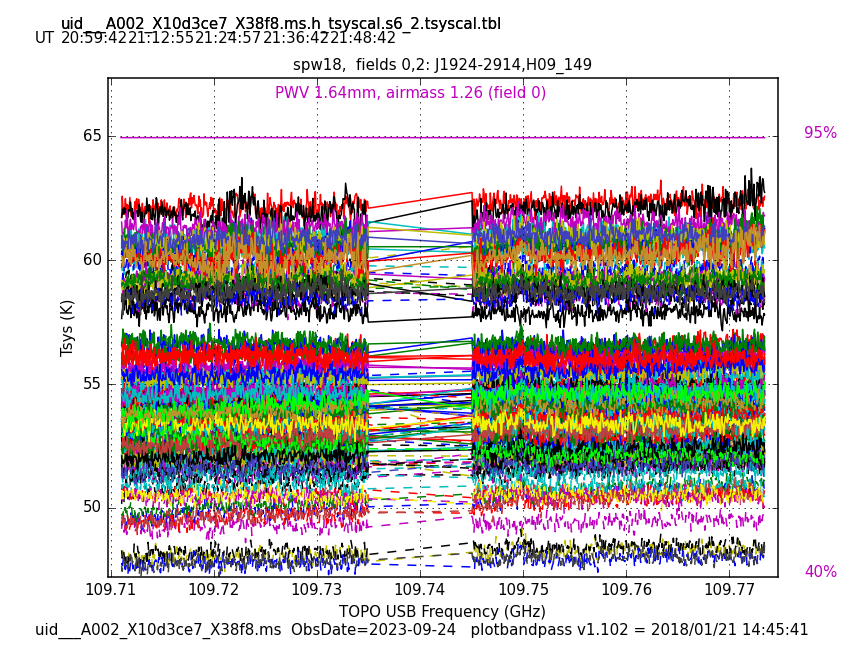 uid___A002_X10d3ce7_X38f8.ms.h_tsyscal.s6_2.tsyscal.tbl
UT 20:59:42 21:12:55 21:24:57 21:36:42 21:48:42
spw18,  fields 0,2: J1924-2914,H09_149
PWV 1.64mm, airmass 1.26 (field 0)
95%
65
60
55
50
Tsys (K)
40%
109.71 109.72 109.73 109.74 109.75 109.76 109.77
TOPO USB Frequency (GHz)
uid___A002_X10d3ce7_X38f8.ms  ObsDate=2023-09-24   plotbandpass v1.102 = 2018/01/21 14:45:41